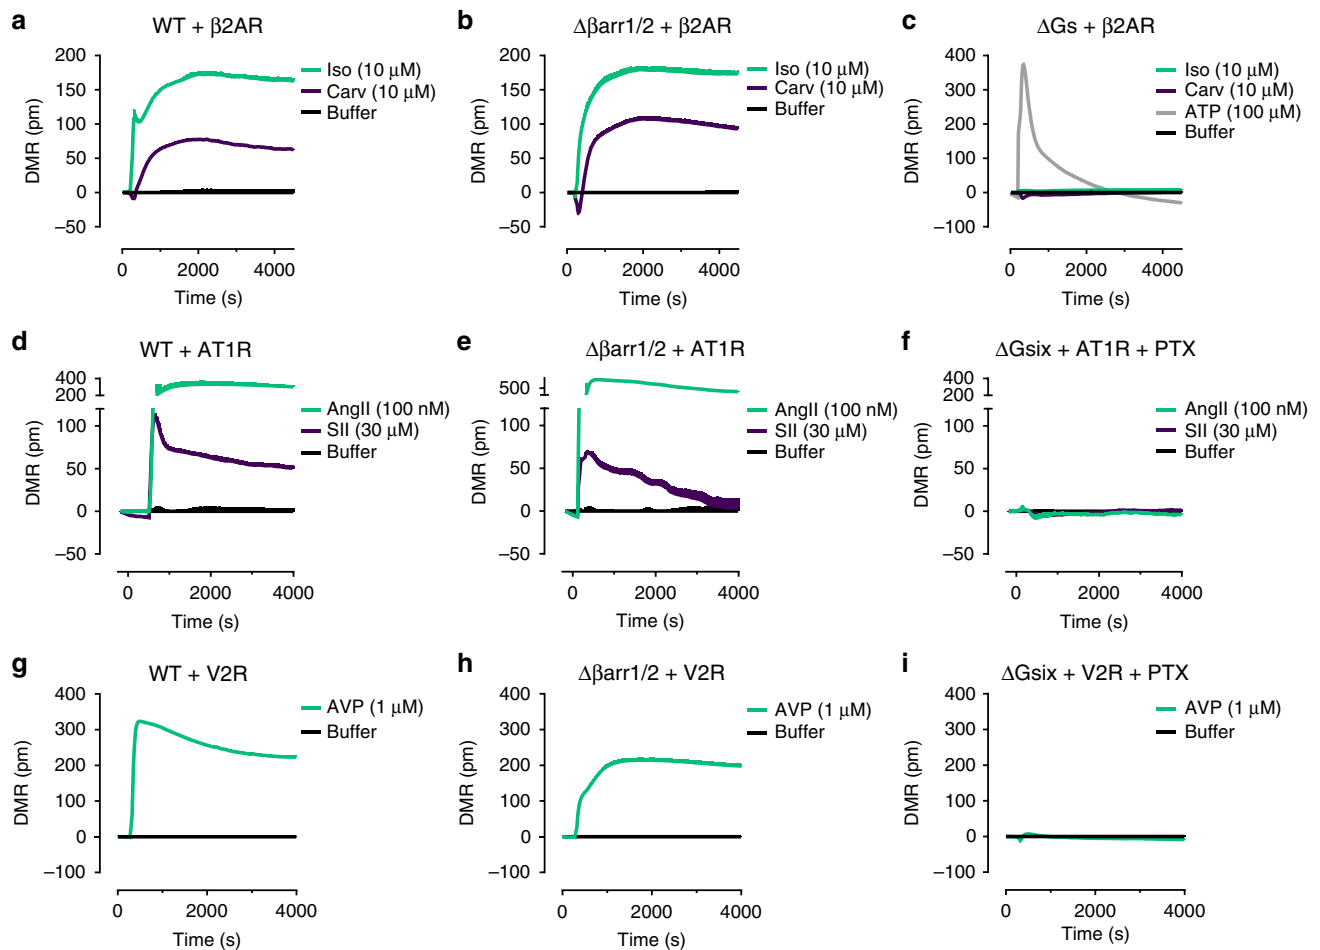 a
WT + β2AR
200
150
100
50
0
–50
DMR (pm)
0
2000
4000
Time (s)
Iso (10 μM)
Carv (10 μM)
Buffer
b
Δβarr1/2 + β2AR
200
150
100
50
0
–50
DMR (pm)
0
2000
4000
Time (s)
Iso (10 μM)
Carv (10 μM)
Buffer
c
ΔGs + β2AR
400
300
200
100
0
–100
DMR (pm)
0
2000
4000
Time (s)
Iso (10 μM)
Carv (10 μM)
ATP (100 μM)
Buffer
d
WT + AT1R
400
200
100
50
0
–50
DMR (pm)
0
2000
4000
Time (s)
AngII (100 nM)
SII (30 μM)
Buffer
e
Δβarr1/2 + AT1R
500
100
50
0
–50
DMR (pm)
0
2000
4000
Time (s)
AngII (100 nM)
SII (30 μM)
Buffer
f
ΔGsix + AT1R + PTX
400
200
100
50
0
–50
DMR (pm)
0
2000
4000
Time (s)
AngII (100 nM)
SII (30 μM)
Buffer
g
WT + V2R
400
300
200
100
0
–100
DMR (pm)
0
2000
4000
Time (s)
AVP (1 μM)
Buffer
h
Δβarr1/2 + V2R
400
300
200
100
0
–100
DMR (pm)
0
2000
4000
Time (s)
AVP (1 μM)
Buffer
i
ΔGsix + V2R + PTX
400
300
200
100
0
–100
DMR (pm)
0
2000
4000
Time (s)
AVP (1 μM)
Buffer